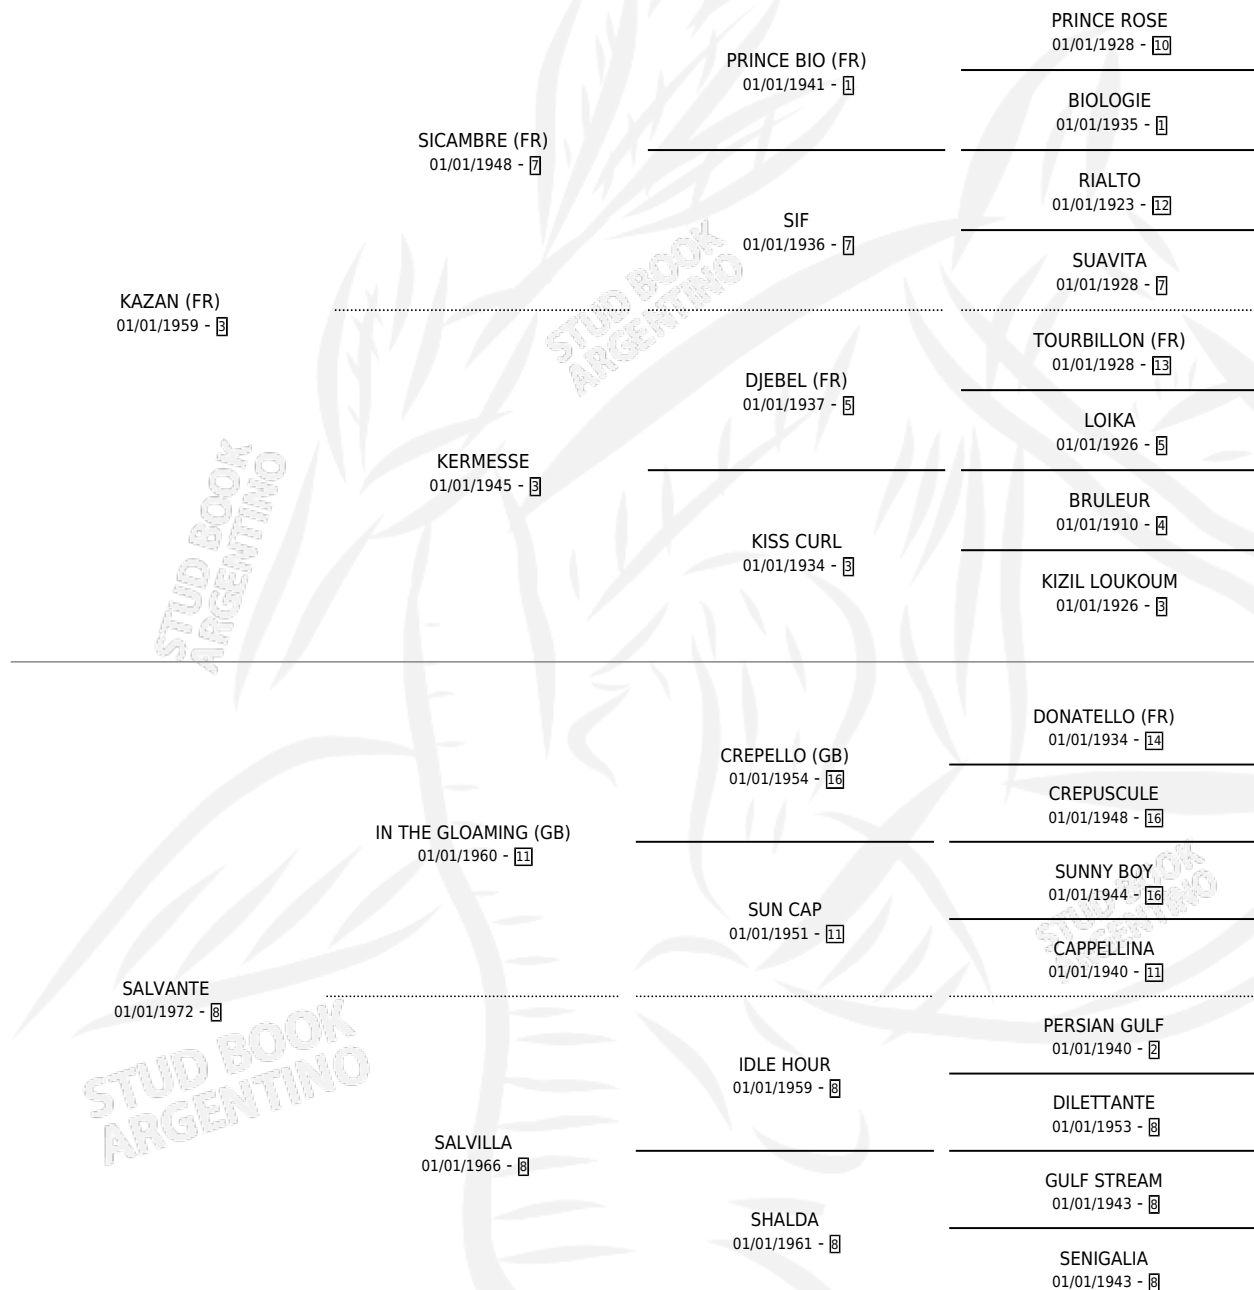 PRINCE ROSE
01/01/1928 - 10
PRINCE BIO (FR)
01/01/1941 - 1
BIOLOGIE
01/01/1935 - 1
SICAMBRE (FR)
01/01/1948 - 7
RIALTO
01/01/1923 - 12
SIF
01/01/1936 - 7
SUAVITA
01/01/1928 - 7
KAZAN (FR)
01/01/1959 - 3
TOURBILLON (FR)
01/01/1928 - 13
DJEBEL (FR)
01/01/1937 - 5
LOIKA
01/01/1926 - 5
KERMESSE
01/01/1945 - 3
BRULEUR
01/01/1910 - 4
KISS CURL
01/01/1934 - 3
KIZIL LOUKOUM
01/01/1926 - 3
DONATELLO (FR)
01/01/1934 - 14
CREPELLO (GB)
01/01/1954 - 16
CREPUSCULE
01/01/1948 - 16
IN THE GLOAMING (GB)
01/01/1960 - 11
SUNNY BOY
01/01/1944 - 16
SUN CAP
01/01/1951 - 11
CAPPELLINA
01/01/1940 - 11
SALVANTE
01/01/1972 - 8
PERSIAN GULF
01/01/1940 - 2
IDLE HOUR
01/01/1959 - 8
DILETTANTE
01/01/1953 - 8
SALVILLA
01/01/1966 - 8
GULF STREAM
01/01/1943 - 8
SHALDA
01/01/1961 - 8
SENIGALIA
01/01/1943 - 8
STUD BOOK
ARGENTINO
STUD BOOK
ARGENTINO
STUD BOOK
ARGENTINO
STUD BOOK
ARGENTINO